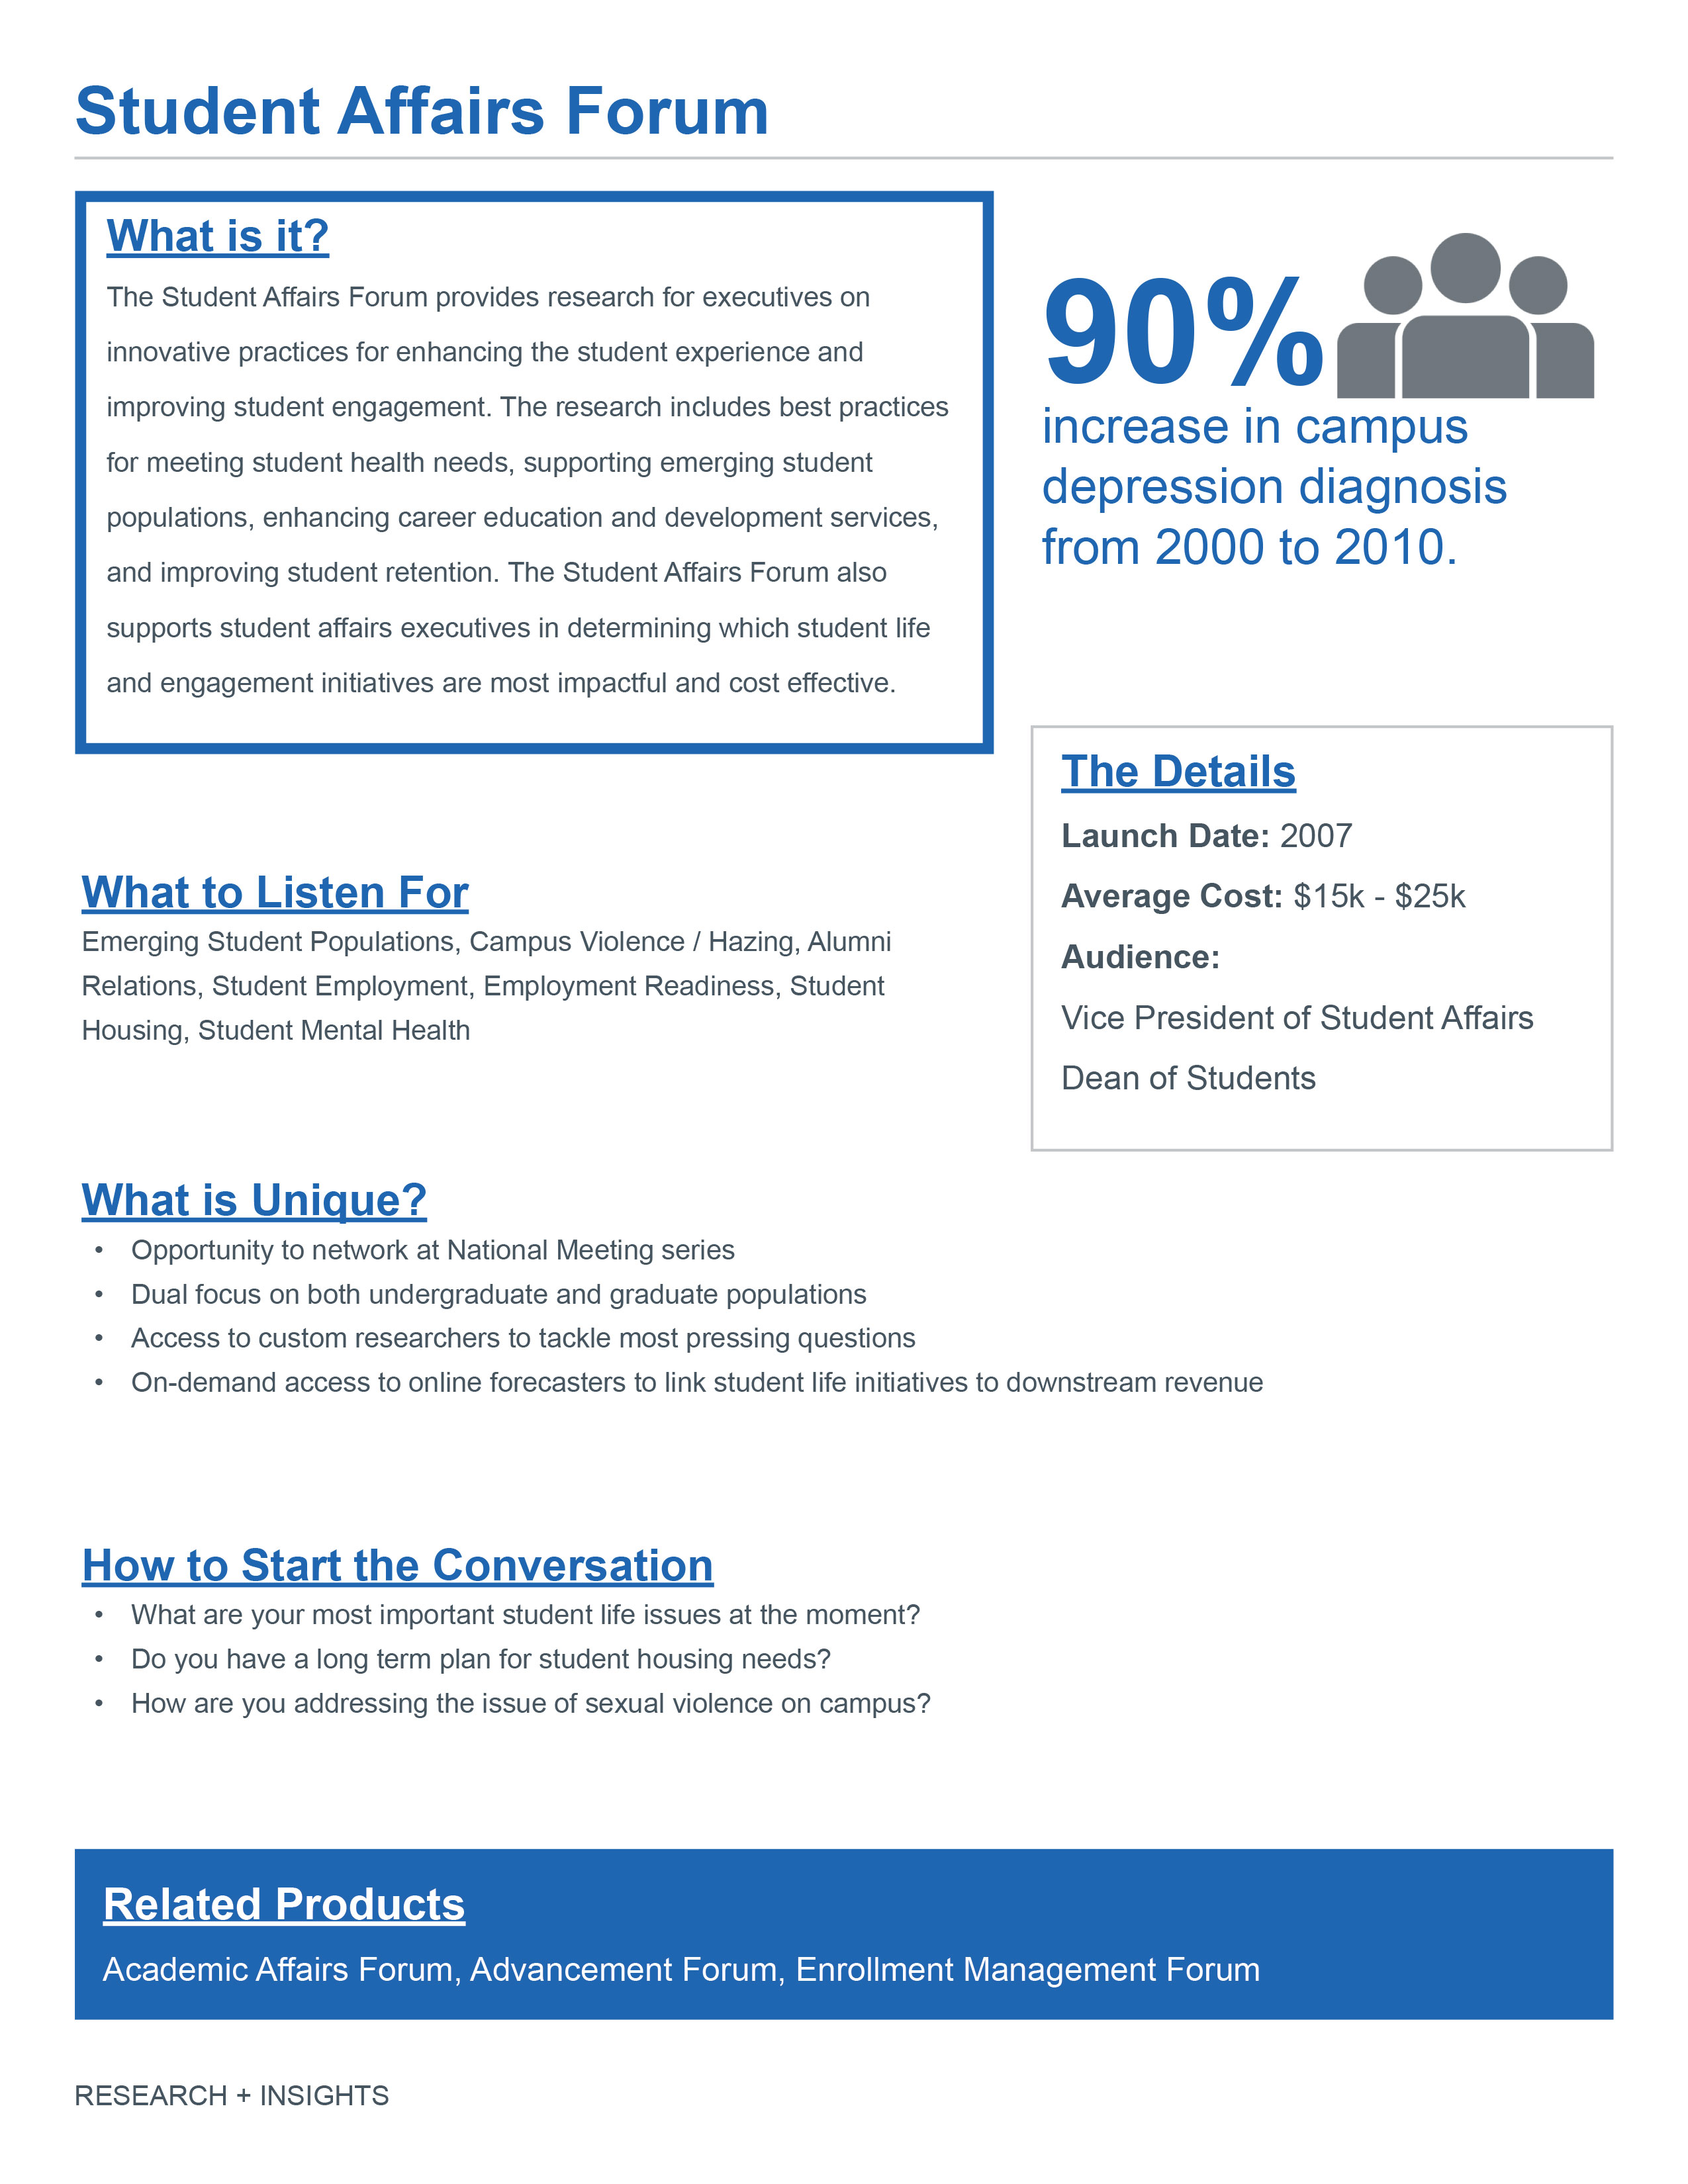 Student Affairs Forum
What is it?
The Student Affairs Forum provides research for executives on
innovative practices for enhancing the student experience and
improving student engagement. The research includes best practices
for meeting student health needs, supporting emerging student
populations, enhancing career education and development services,
and improving student retention. The Student Affairs Forum also
supports student affairs executives in determining which student life
and engagement initiatives are most impactful and cost effective.
90%
increase in campus
depression diagnosis
from 2000 to 2010.
The Details
Launch Date: 2007
Average Cost: $15k - $25k
Audience:
Vice President of Student Affairs
Dean of Students
What to Listen For
Emerging Student Populations, Campus Violence / Hazing, Alumni
Relations, Student Employment, Employment Readiness, Student
Housing, Student Mental Health
What is Unique?
• Opportunity to network at National Meeting series
• Dual focus on both undergraduate and graduate populations
• Access to custom researchers to tackle most pressing questions
• On-demand access to online forecasters to link student life initiatives to downstream revenue
How to Start the Conversation
• What are your most important student life issues at the moment?
• Do you have a long term plan for student housing needs?
• How are you addressing the issue of sexual violence on campus?
Related Products
Academic Affairs Forum, Advancement Forum, Enrollment Management Forum
RESEARCH + INSIGHTS